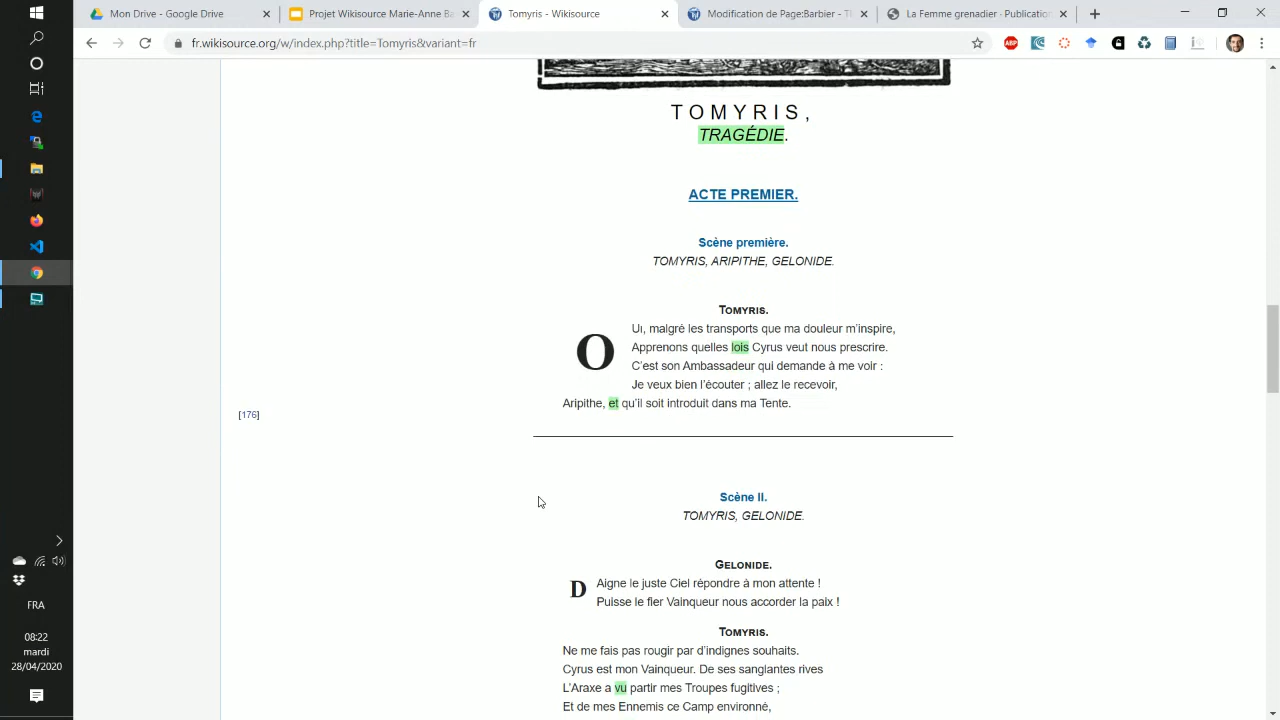 Mon Drive - Google Drive
Projet Wikisource Marie-Anne Ba
Tomyris - Wikisource
Modification de Page:Barbier - Th
La Femme grenadier - Publication
fr.wikisource.org/w/index.php?title=Tomyris&variant=fr
ABP
TOMYRIS,
TRAGÉDIE.
ACTE PREMIER.
Scène première.
TOMYRIS, ARIPITHE, GELONIDE.
Tomyris.
OUi, malgré les transports que ma douleur m’inspire,
Apprenons quelles lois Cyrus veut nous prescrire.
C’est son Ambassadeur qui demande à me voir :
Je veux bien l’écouter ; allez le recevoir,
Aripithe, et qu’il soit introduit dans ma Tente.
[176]
Scène II.
TOMYRIS, GELONIDE.
Gelonide.
DAigne le juste Ciel répondre à mon attente !
Puisse le fier Vainqueur nous accorder la paix !
Tomyris.
Ne me fais pas rougir par d’indignes souhaits.
Cyrus est mon Vainqueur. De ses sanglantes rives
L’Araxe a vu partir mes Troupes fugitives ;
Et de mes Ennemis ce Camp environné,
FRA
08:22
mardi
28/04/2020